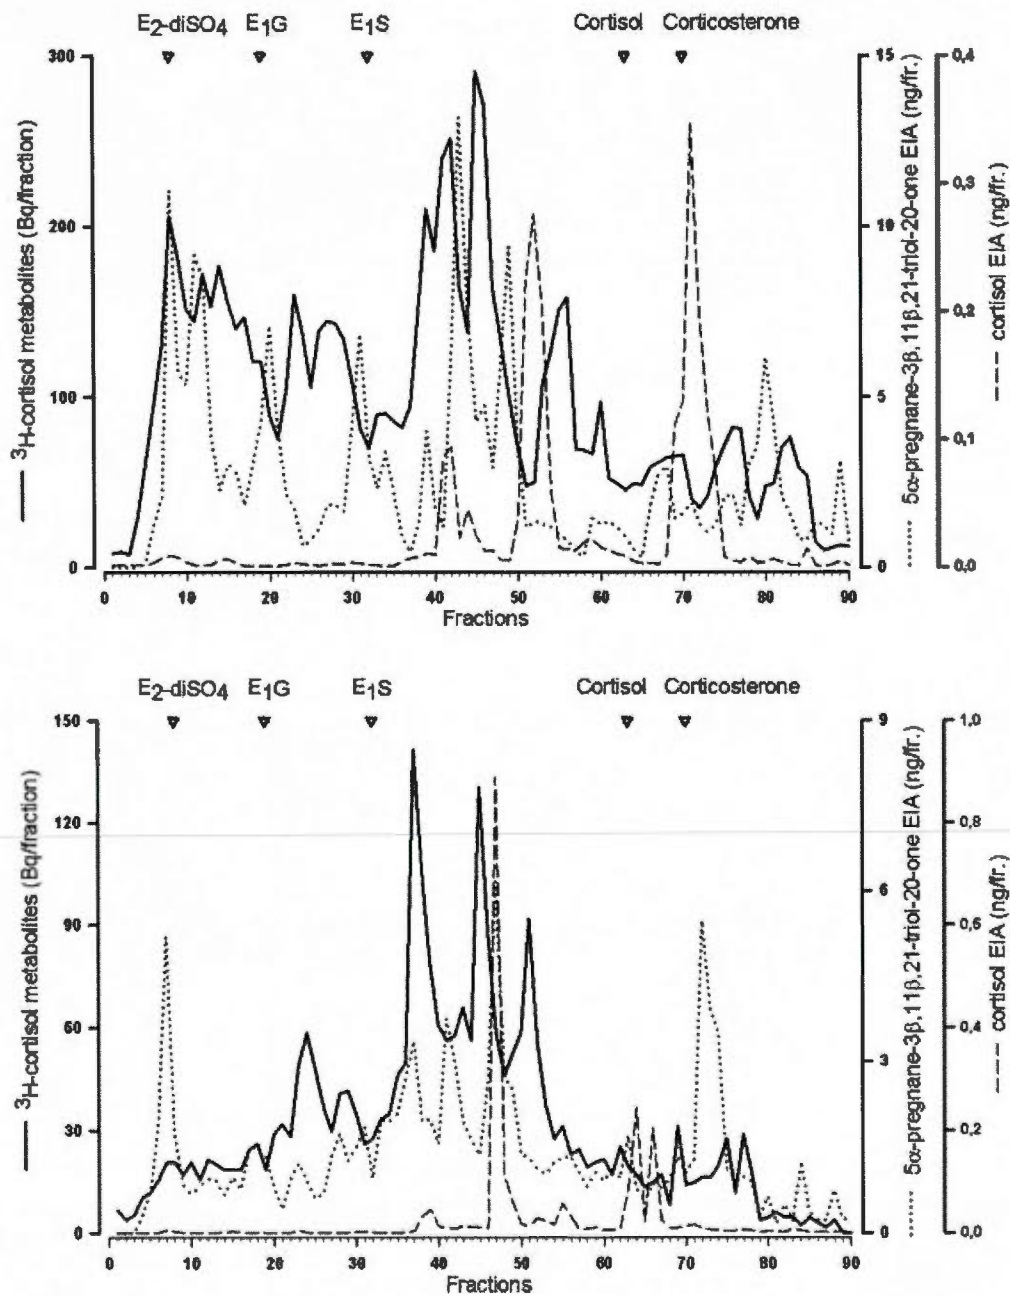 E2-diSO4 E1G E1S Cortisol Corticosterone
300 15 0,4
200 10 0,3
0,2
100 5 0,1
0 0 0,0
3H-cortisol metabolites (Bq/fraction)
5α-pregnane-3β,11β,21-triol-20-one EIA (ng/fr.)
cortisol EIA (ng/fr.)
0 10 20 30 40 50 60 70 80 90
Fractions
E2-diSO4 E1G E1S Cortisol Corticosterone
150 9 1,0
120 0,8
90 6 0,6
60 3 0,4
30 0,2
0 0 0,0
3H-cortisol metabolites (Bq/fraction)
5α-pregnane-3β,11β,21-triol-20-one EIA (ng/fr.)
cortisol EIA (ng/fr.)
0 10 20 30 40 50 60 70 80 90
Fractions